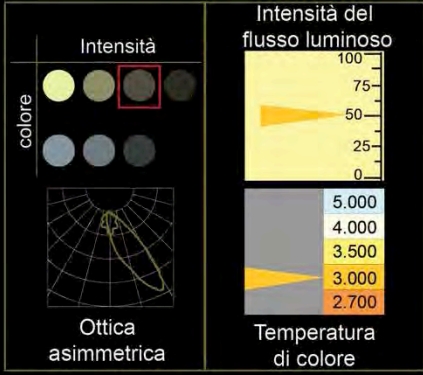 Intensità
colore
Ottica
asimmetrica
Intensità del
flusso luminoso
100
75
50
25
0
5.000
4.000
3.500
3.000
2.700
Temperatura
di colore